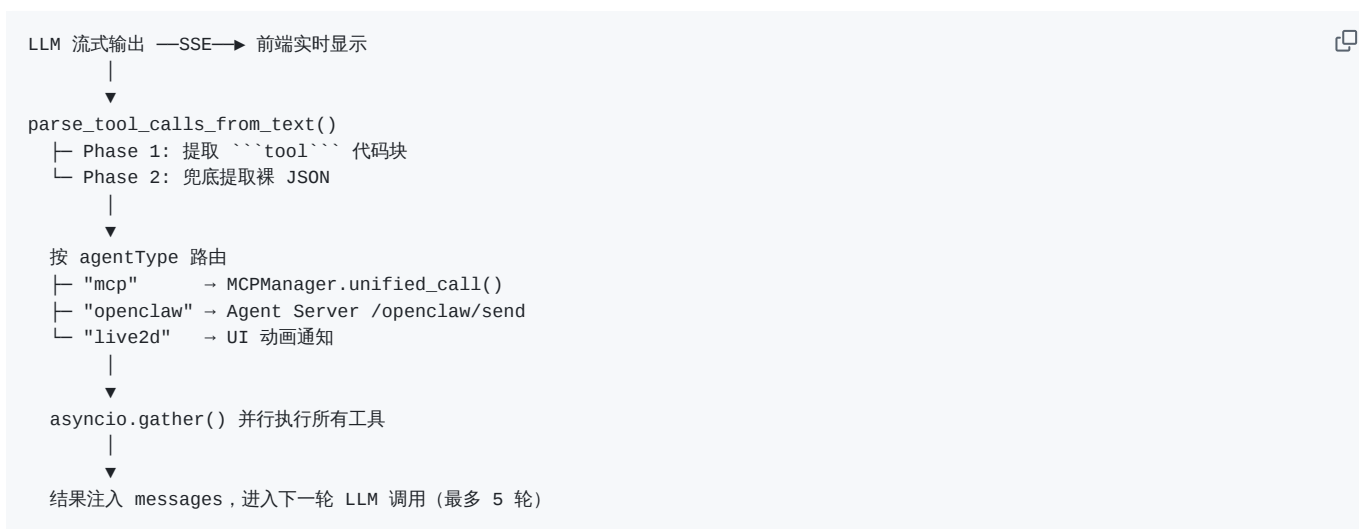 LLM 流式输出 ──SSE──▶ 前端实时显示
│
▼
parse_tool_calls_from_text()
├─ Phase 1: 提取 ```tool``` 代码块
└─ Phase 2: 兜底提取裸 JSON
│
▼
按 agentType 路由
├─ "mcp" → MCPManager.unified_call()
├─ "openclaw" → Agent Server /openclaw/send
└─ "live2d" → UI 动画通知
│
▼
asyncio.gather() 并行执行所有工具
│
▼
结果注入 messages，进入下一轮 LLM 调用（最多 5 轮）